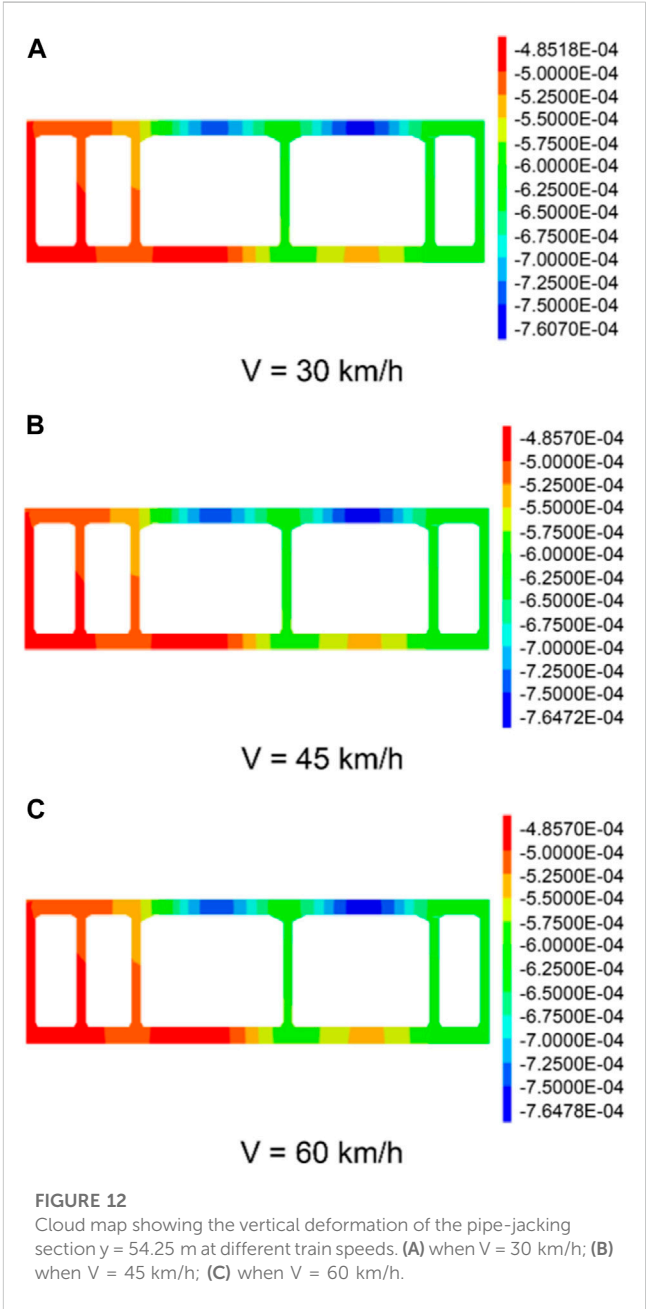 A
-4.8518E-04
-5.0000E-04
-5.2500E-04
-5.5000E-04
-5.7500E-04
-6.0000E-04
-6.2500E-04
-6.5000E-04
-6.7500E-04
-7.0000E-04
-7.2500E-04
-7.5000E-04
-7.6070E-04
V = 30 km/h
B
-4.8570E-04
-5.0000E-04
-5.2500E-04
-5.5000E-04
-5.7500E-04
-6.0000E-04
-6.2500E-04
-6.5000E-04
-6.7500E-04
-7.0000E-04
-7.2500E-04
-7.5000E-04
-7.6472E-04
V = 45 km/h
C
-4.8570E-04
-5.0000E-04
-5.2500E-04
-5.5000E-04
-5.7500E-04
-6.0000E-04
-6.2500E-04
-6.5000E-04
-6.7500E-04
-7.0000E-04
-7.2500E-04
-7.5000E-04
-7.6478E-04
V = 60 km/h
FIGURE 12
Cloud map showing the vertical deformation of the pipe-jacking
section y = 54.25 m at different train speeds. (A) when V = 30 km/h; (B)
when V = 45 km/h; (C) when V = 60 km/h.